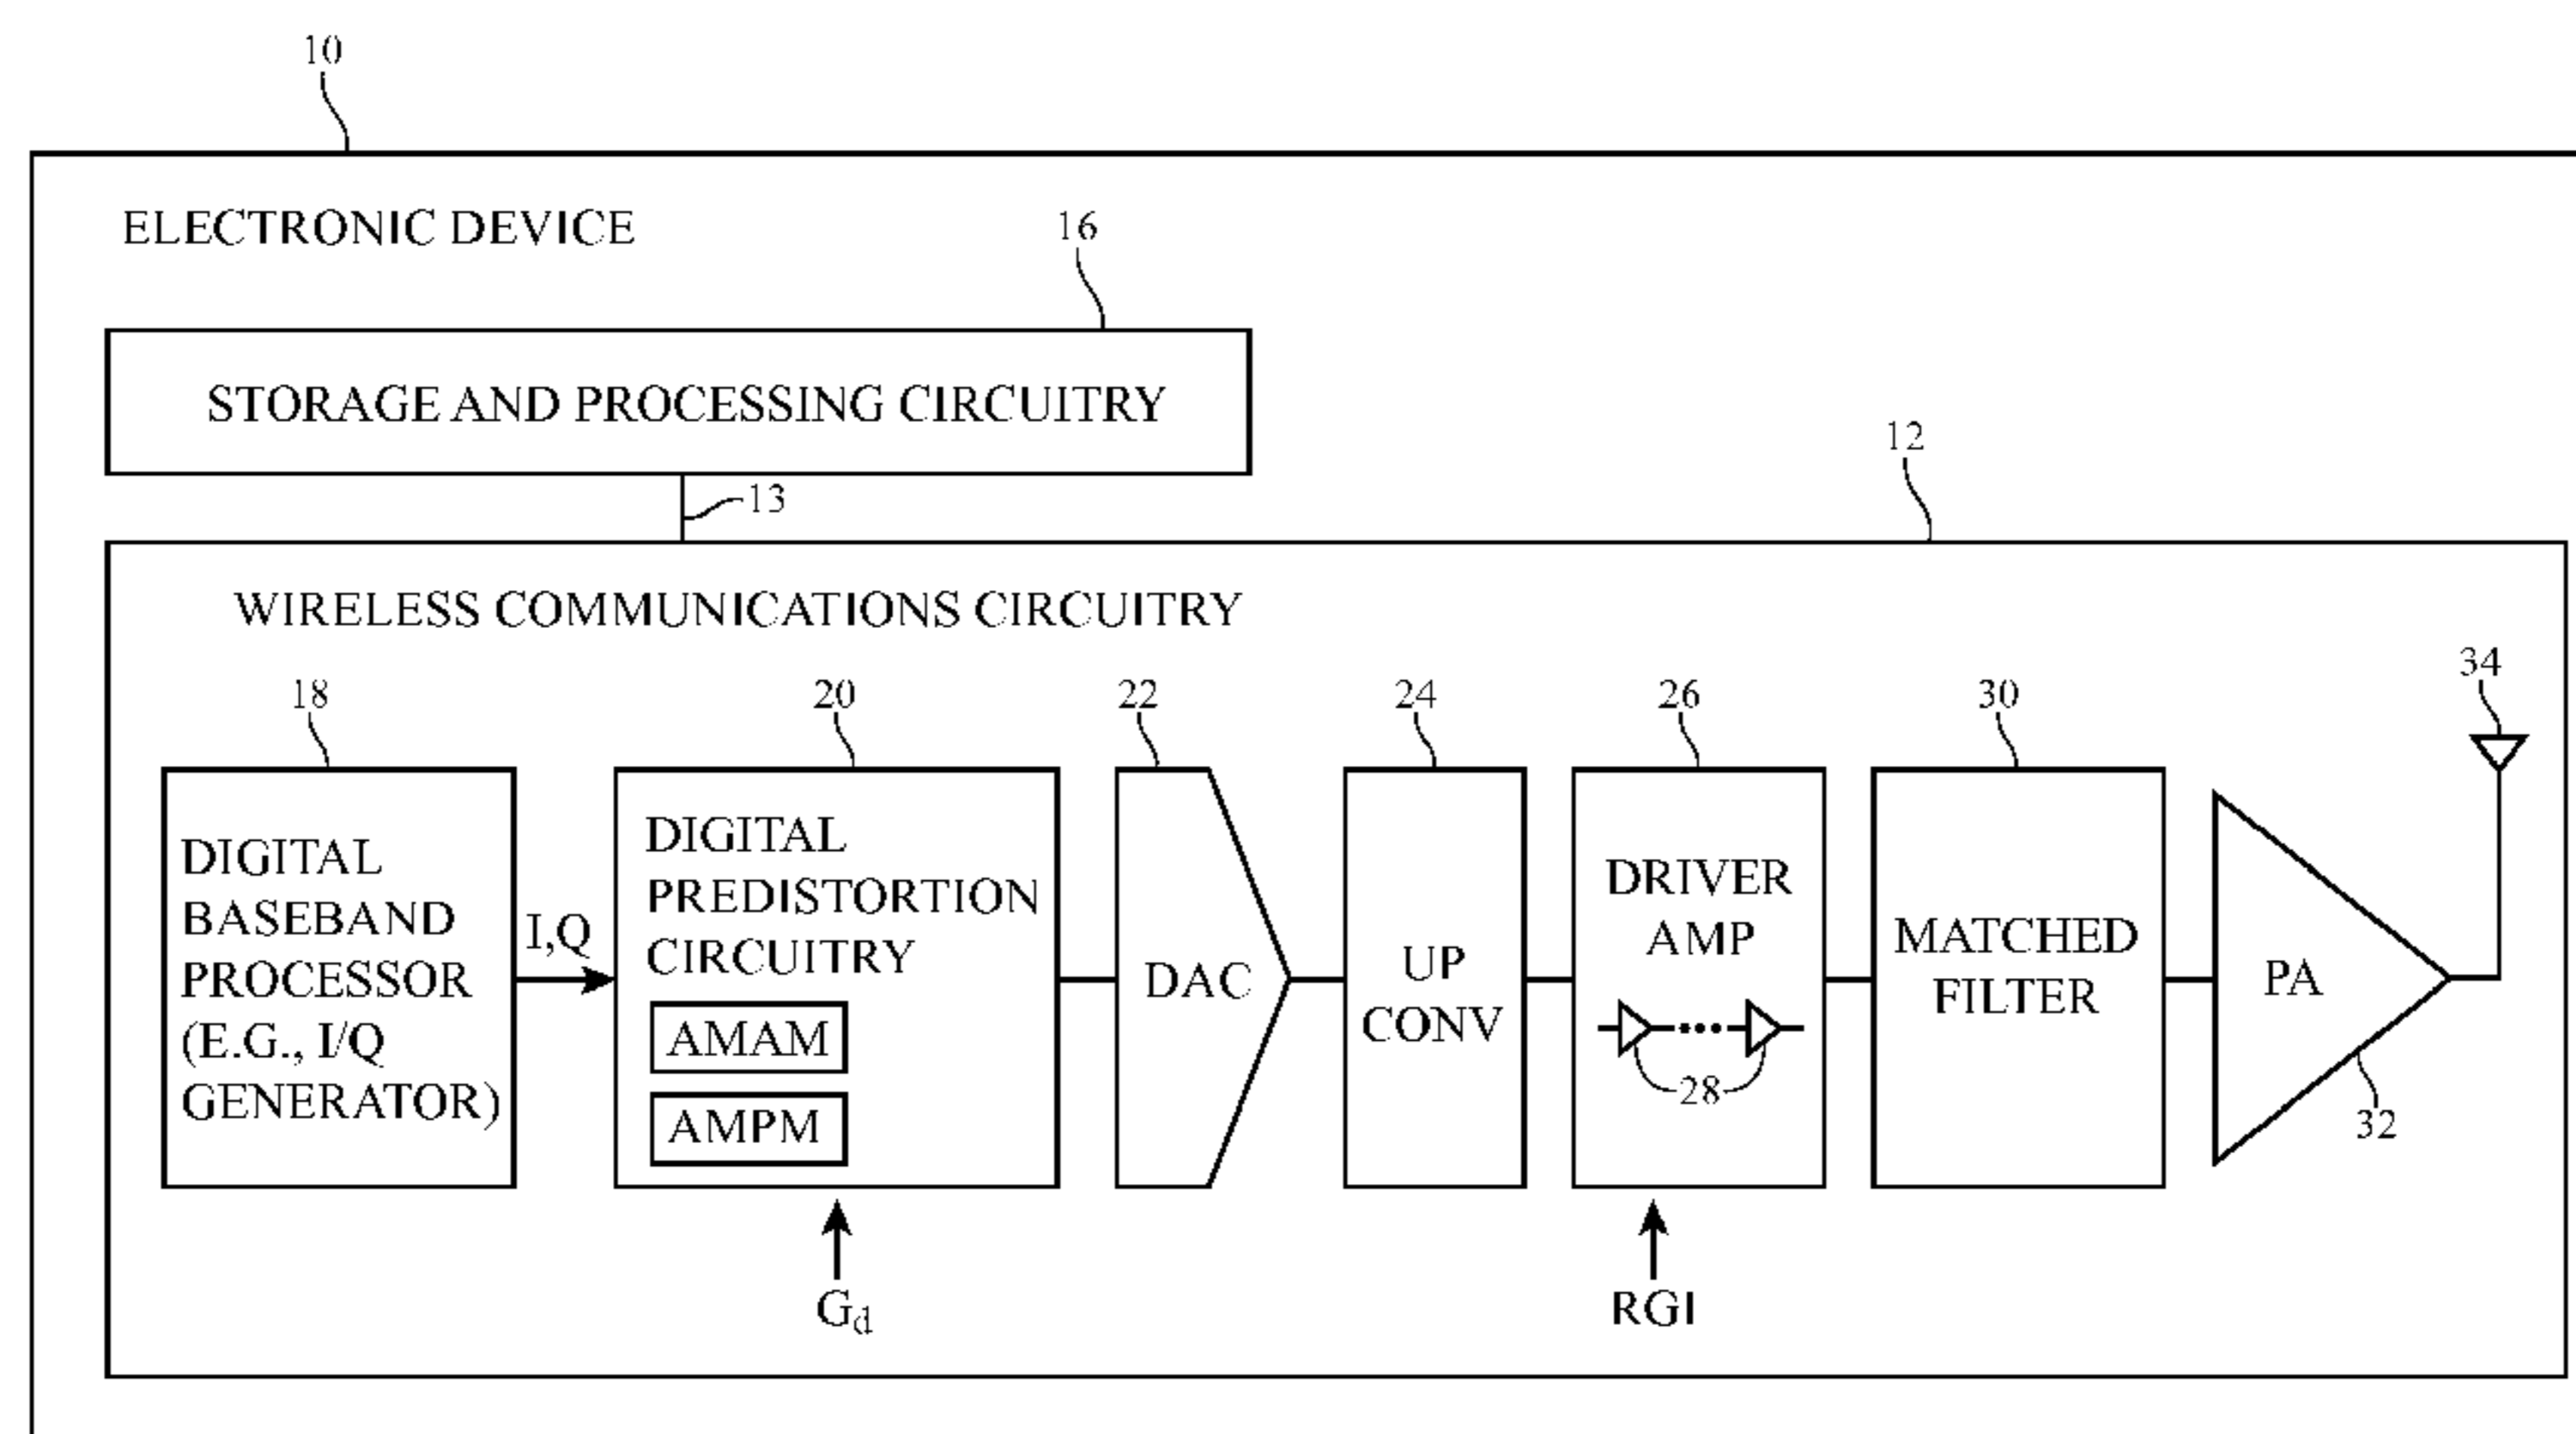 10
ELECTRONIC DEVICE
16
STORAGE AND PROCESSING CIRCUITRY
13
12
WIRELESS COMMUNICATIONS CIRCUITRY
18
DIGITAL
BASEBAND
PROCESSOR
(E.G., I/Q
GENERATOR)
I,Q
20
DIGITAL
PREDISTORTION
CIRCUITRY
AMAM
AMPM
Gd
22
DAC
24
UP
CONV
26
DRIVER
AMP
28
RGI
30
MATCHED
FILTER
PA
32
34